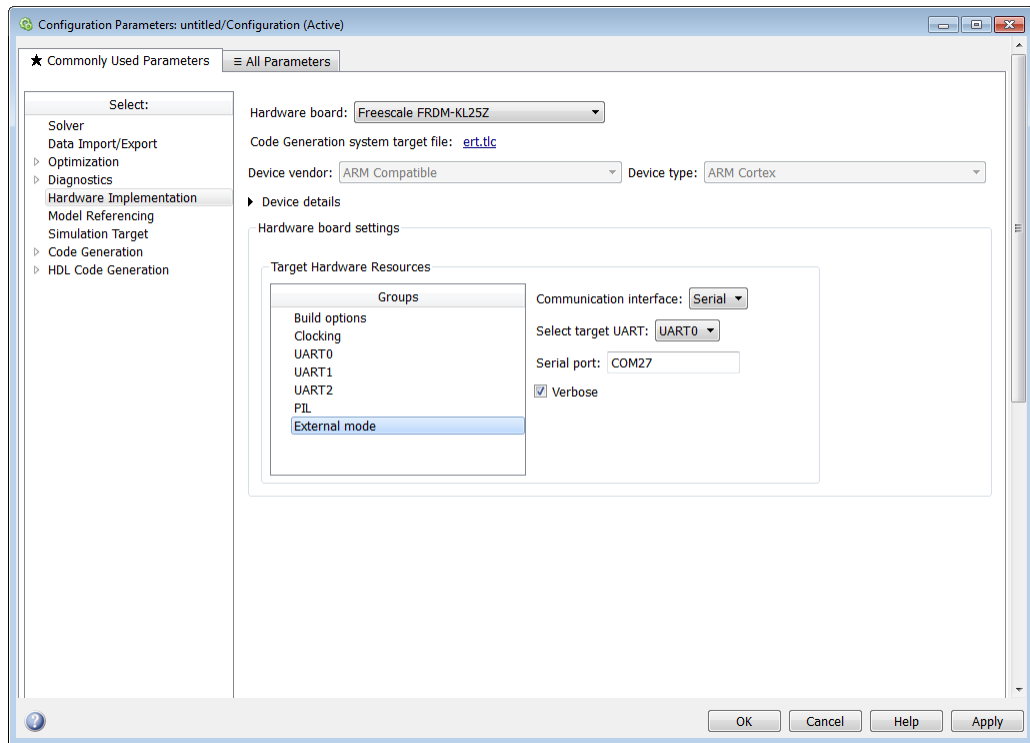 Configuration Parameters: untitled/Configuration (Active)
★ Commonly Used Parameters
≡ All Parameters
Select:
Solver
Data Import/Export
Optimization
Diagnostics
Hardware Implementation
Model Referencing
Simulation Target
Code Generation
HDL Code Generation
Hardware board: Freescale FRDM-KL25Z
Code Generation system target file: ert.tlc
Device vendor: ARM Compatible Device type: ARM Cortex
Device details
Hardware board settings
Target Hardware Resources
Groups
Build options
Clocking
UART0
UART1
UART2
PIL
External mode
Communication interface: Serial
Select target UART: UART0
Serial port: COM27
Verbose
OK Cancel Help Apply